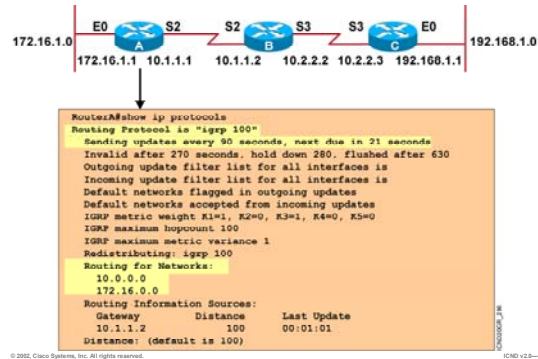 E0 S2 S2 S3 S3 E0
172.16.1.0 A B C 192.168.1.0
172.16.1.1 10.1.1.1 10.1.1.2 10.2.2.2 10.2.2.3 192.168.1.1
RouterA#show ip protocols
Routing Protocol is "igrp 100"
Sending updates every 90 seconds, next due in 21 seconds
Invalid after 270 seconds, hold down 280, flushed after 630
Outgoing update filter list for all interfaces is
Incoming update filter list for all interfaces is
Default networks flagged in outgoing updates
Default networks accepted from incoming updates
IGRP metric weight K1=1, K2=0, K3=1, K4=0, K5=0
IGRP maximum hopcount 100
IGRP maximum metric variance 1
Redistributing: igrp 100
Routing for Networks:
10.0.0.0
172.16.0.0
Routing Information Sources:
Gateway Distance Last Update
10.1.1.2 100 00:01:01
Distance: (default is 100)
© 2002, Cisco Systems, Inc. All rights reserved.
ICND v2.0—